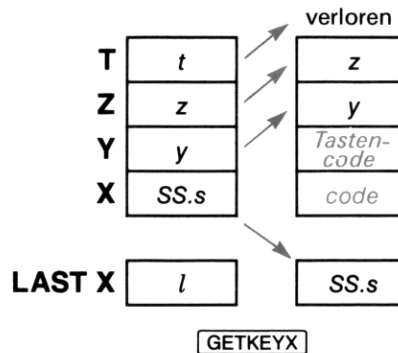 verloren
T t z
Z z y
Y y Tasten-
code
X SS.s code
LAST X l SS.s
GETKEYX